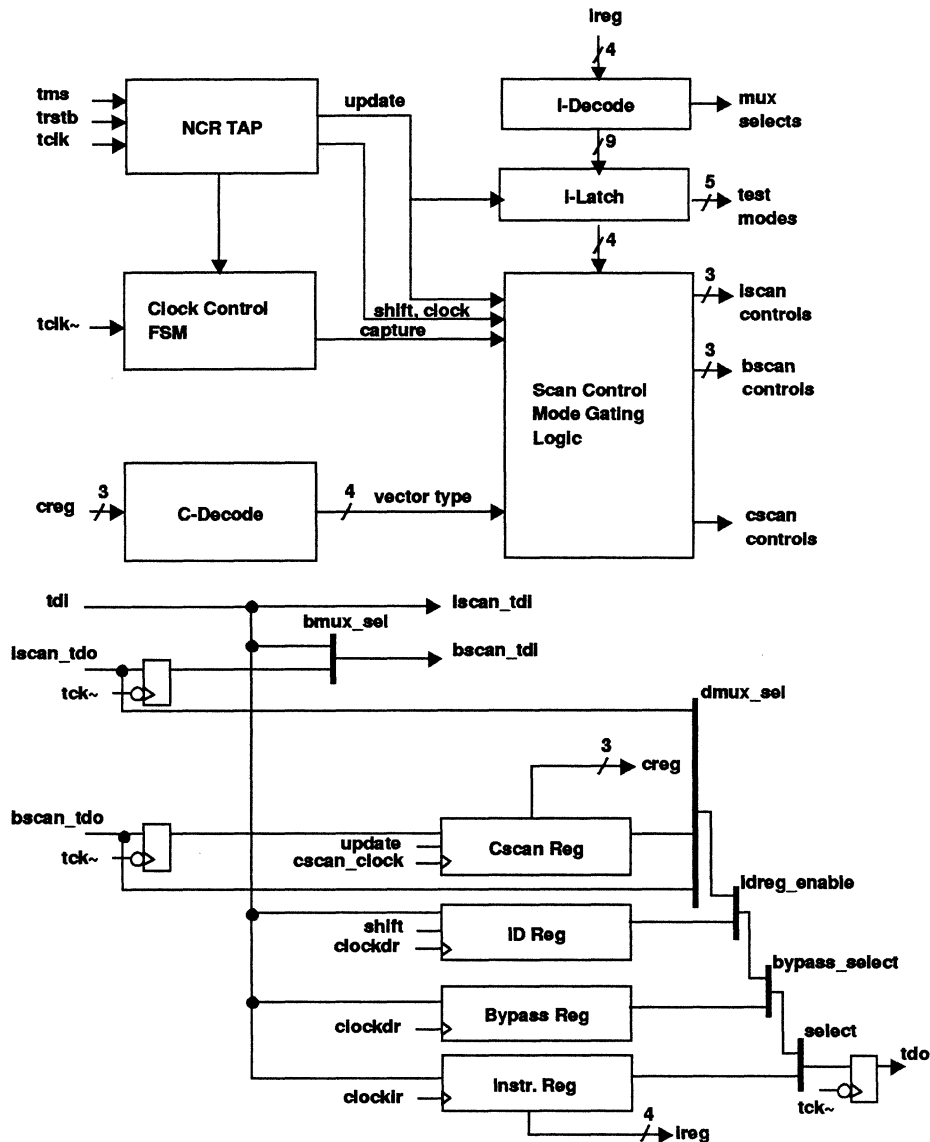 ireg
4
tms
trstb
tclk
NCR TAP
update
I-Decode
mux
selects
9
I-Latch
5
test
modes
4
tclk~
Clock Control
FSM
shift, clock
capture
3
iscan
controls
3
bscan
controls
Scan Control
Mode Gating
Logic
creg
3
C-Decode
4
vector type
cscan
controls
tdi
iscan_tdi
bmux_sel
bscan_tdi
iscan_tdo
tck~
dmux_sel
3
creg
bscan_tdo
tck~
update
cscan_clock
Cscan Reg
idreg_enable
shift
clockdr
ID Reg
bypass_select
clockdr
Bypass Reg
select
tdo
clockir
Instr. Reg
tck~
4
ireg